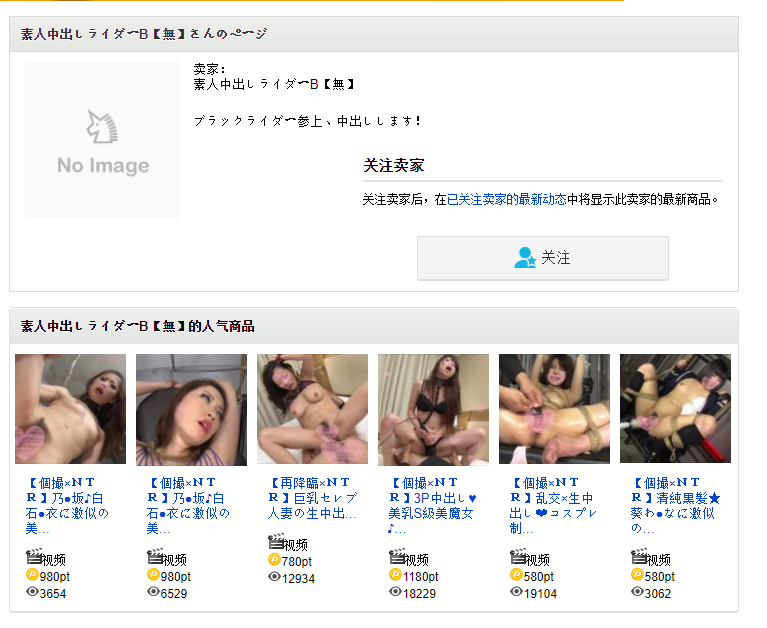 素人中出しライダーB【無】さんのページ
No Image
卖家：
素人中出しライダーB【無】
ブラックライダー参上、中出しします！
关注卖家
关注卖家后，在已关注卖家的最新动态中将显示此卖家的最新商品。
关注
素人中出しライダーB【無】的人气商品
【個撮×NT
R】乃●坂♪白
石●衣に激似の
美...
视频
980pt
3654
【個撮×NT
R】乃●坂♪白
石●衣に激似の
美...
视频
980pt
6529
【再降臨×NT
R】巨乳セレブ
人妻の生中出...
视频
780pt
12934
【個撮×NT
R】3P中出し♥
美乳S級美魔女
♪...
视频
1180pt
18229
【個撮×NT
R】乱交×生中
出し❤コスプレ
制...
视频
580pt
19104
【個撮×NT
R】清純黒髪★
葵わ●なに激似
の...
视频
580pt
3062